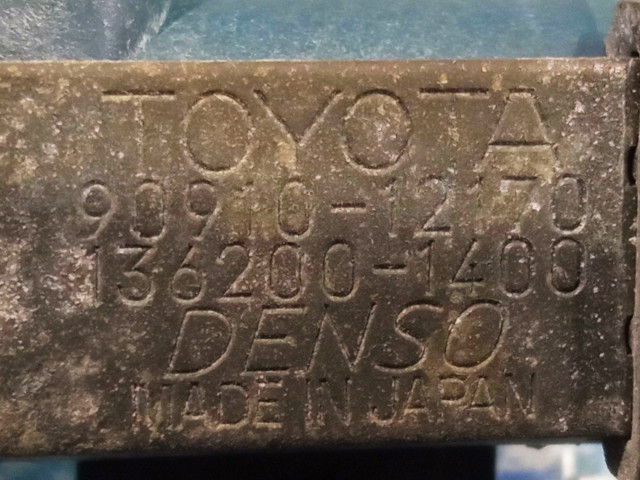 TOYOTA
90910-12170
136200-1400
DENSO
MADE IN JAPAN